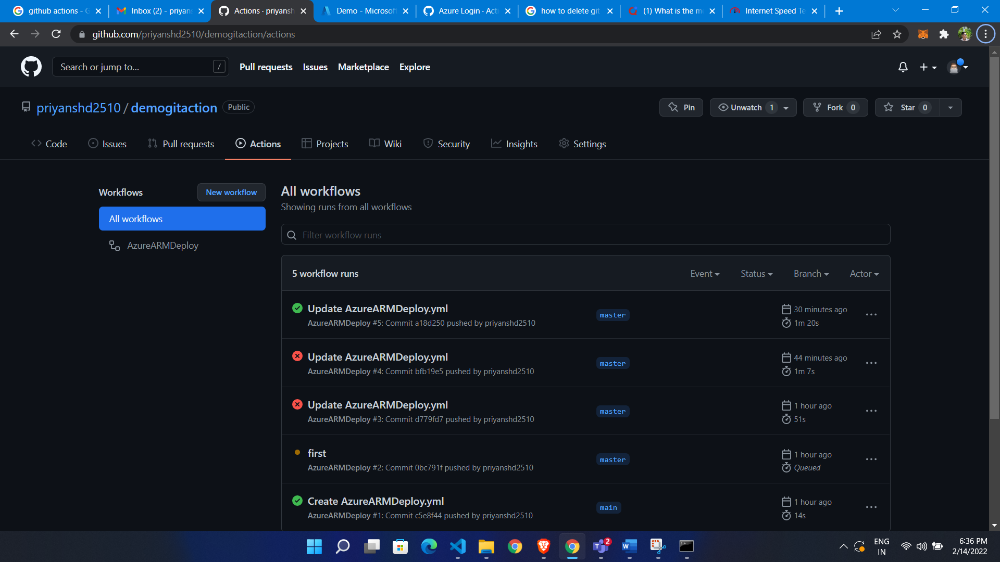 github actions - G
Inbox (2) - priyans
Actions · priyansh
Demo - Microsoft
Azure Login · Acti
how to delete git
(1) What is the me
Internet Speed Te
github.com/priyanshd2510/demogitaction/actions
Search or jump to...
/
Pull requests
Issues
Marketplace
Explore
priyanshd2510 / demogitaction
Public
Pin
Unwatch 1
Fork 0
Star 0
Code
Issues
Pull requests
Actions
Projects
Wiki
Security
Insights
Settings
Workflows
New workflow
All workflows
AzureARMDeploy
All workflows
Showing runs from all workflows
Filter workflow runs
5 workflow runs
Event
Status
Branch
Actor
Update AzureARMDeploy.yml
AzureARMDeploy #5: Commit a18d250 pushed by priyanshd2510
master
30 minutes ago
1m 20s
Update AzureARMDeploy.yml
AzureARMDeploy #4: Commit bfb19e5 pushed by priyanshd2510
master
44 minutes ago
1m 7s
Update AzureARMDeploy.yml
AzureARMDeploy #3: Commit d779fd7 pushed by priyanshd2510
master
1 hour ago
51s
first
AzureARMDeploy #2: Commit 0bc791f pushed by priyanshd2510
master
1 hour ago
Queued
Create AzureARMDeploy.yml
AzureARMDeploy #1: Commit c5e8f44 pushed by priyanshd2510
main
1 hour ago
14s
2
ENG
IN
6:36 PM
2/14/2022